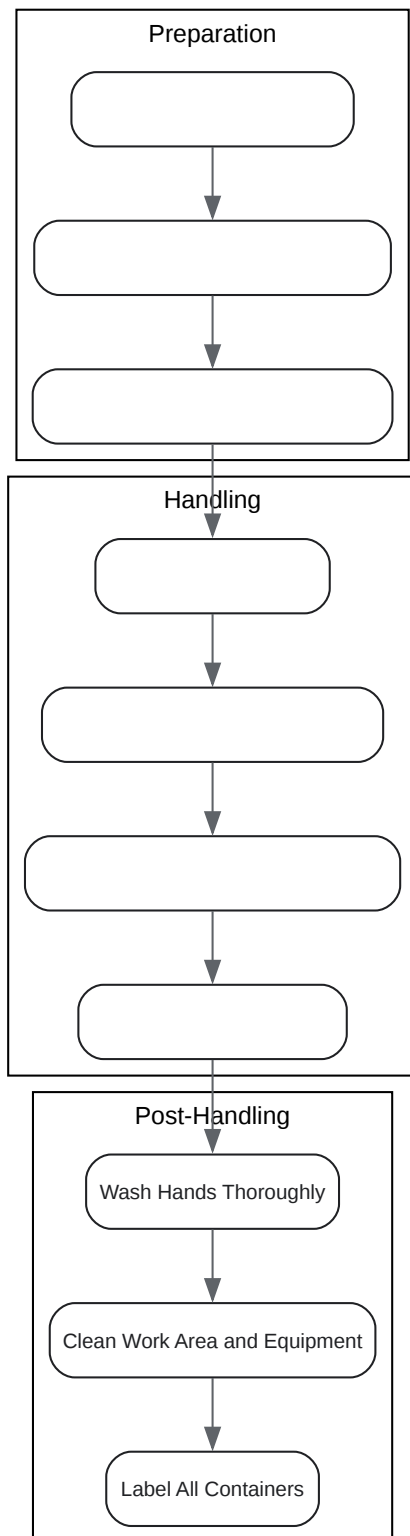 Preparation
Handling
Post-Handling
Wash Hands Thoroughly
Clean Work Area and Equipment
Label All Containers